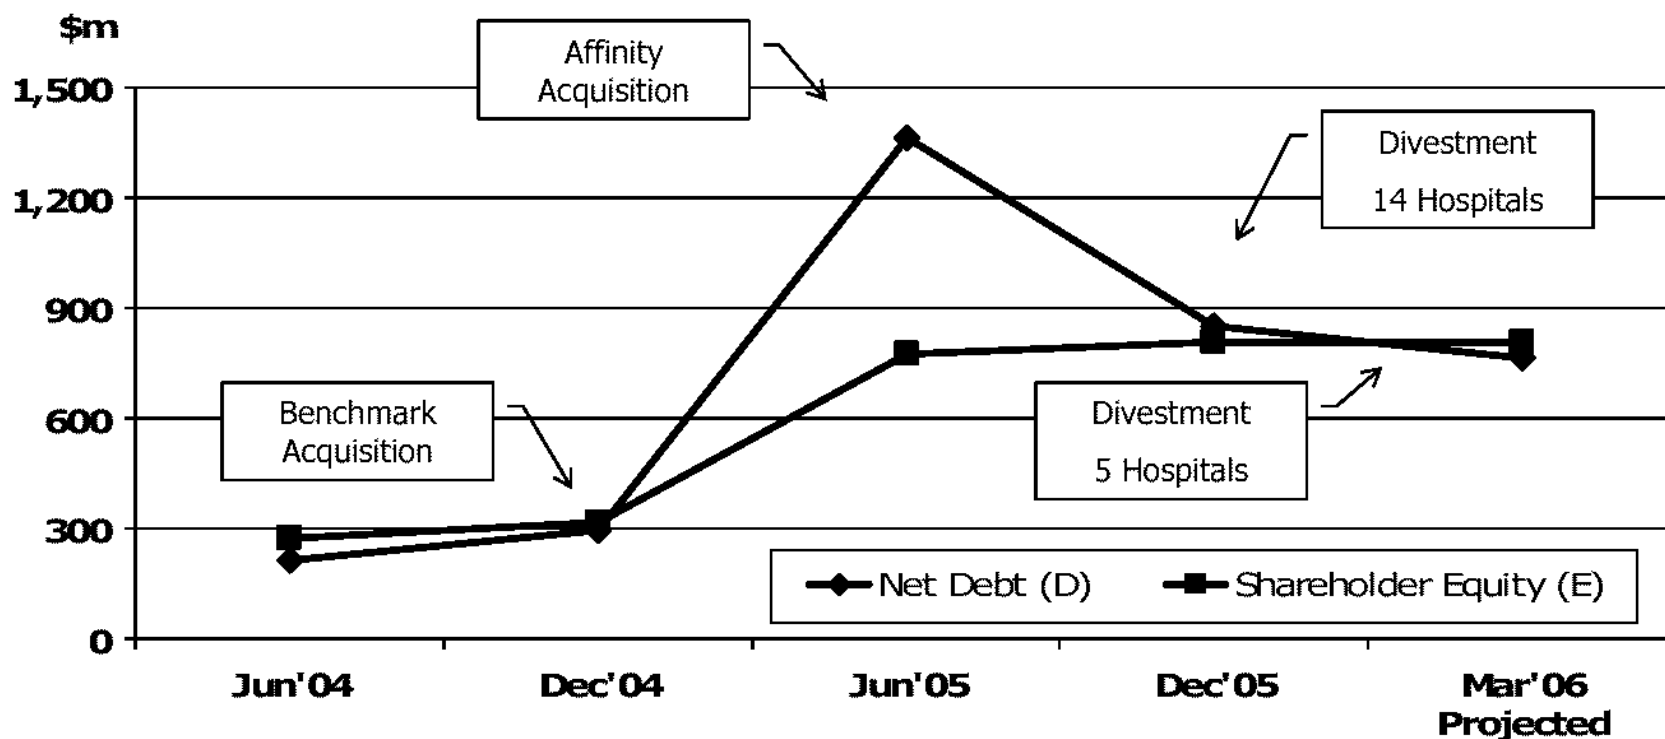 $m
1,500
1,200
900
600
300
0
Affinity
Acquisition
Divestment
14 Hospitals
Benchmark
Acquisition
Divestment
5 Hospitals
Net Debt (D)
Shareholder Equity (E)
Jun'04
Dec'04
Jun'05
Dec'05
Mar'06
Projected